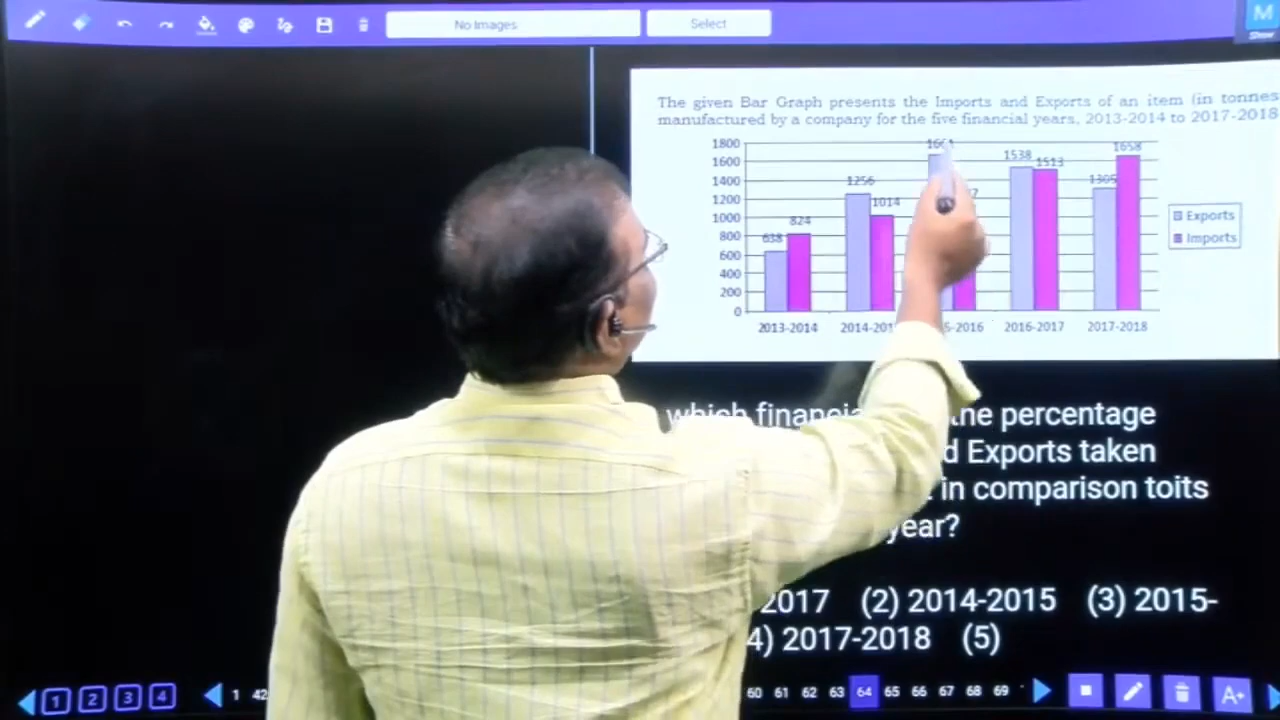 No Images
Select
M
Show
The given Bar Graph presents the Imports and Exports of an item (in tonnes
manufactured by a company for the five financial years, 2013-2014 to 2017-2018
1800
1600
1400
1200
1000
800
600
400
200
0
638
824
1256
1014
1538
1513
1305
1658
Exports
Imports
2013-2014
2016-2017
2017-2018
which the percentage
Exports taken
in comparison toits
year?
2017 (2) 2014-2015 (3) 2015-
4) 2017-2018 (5)
1 2 3 4
1 42 60 61 62 63 64 65 66 67 68 69
A+